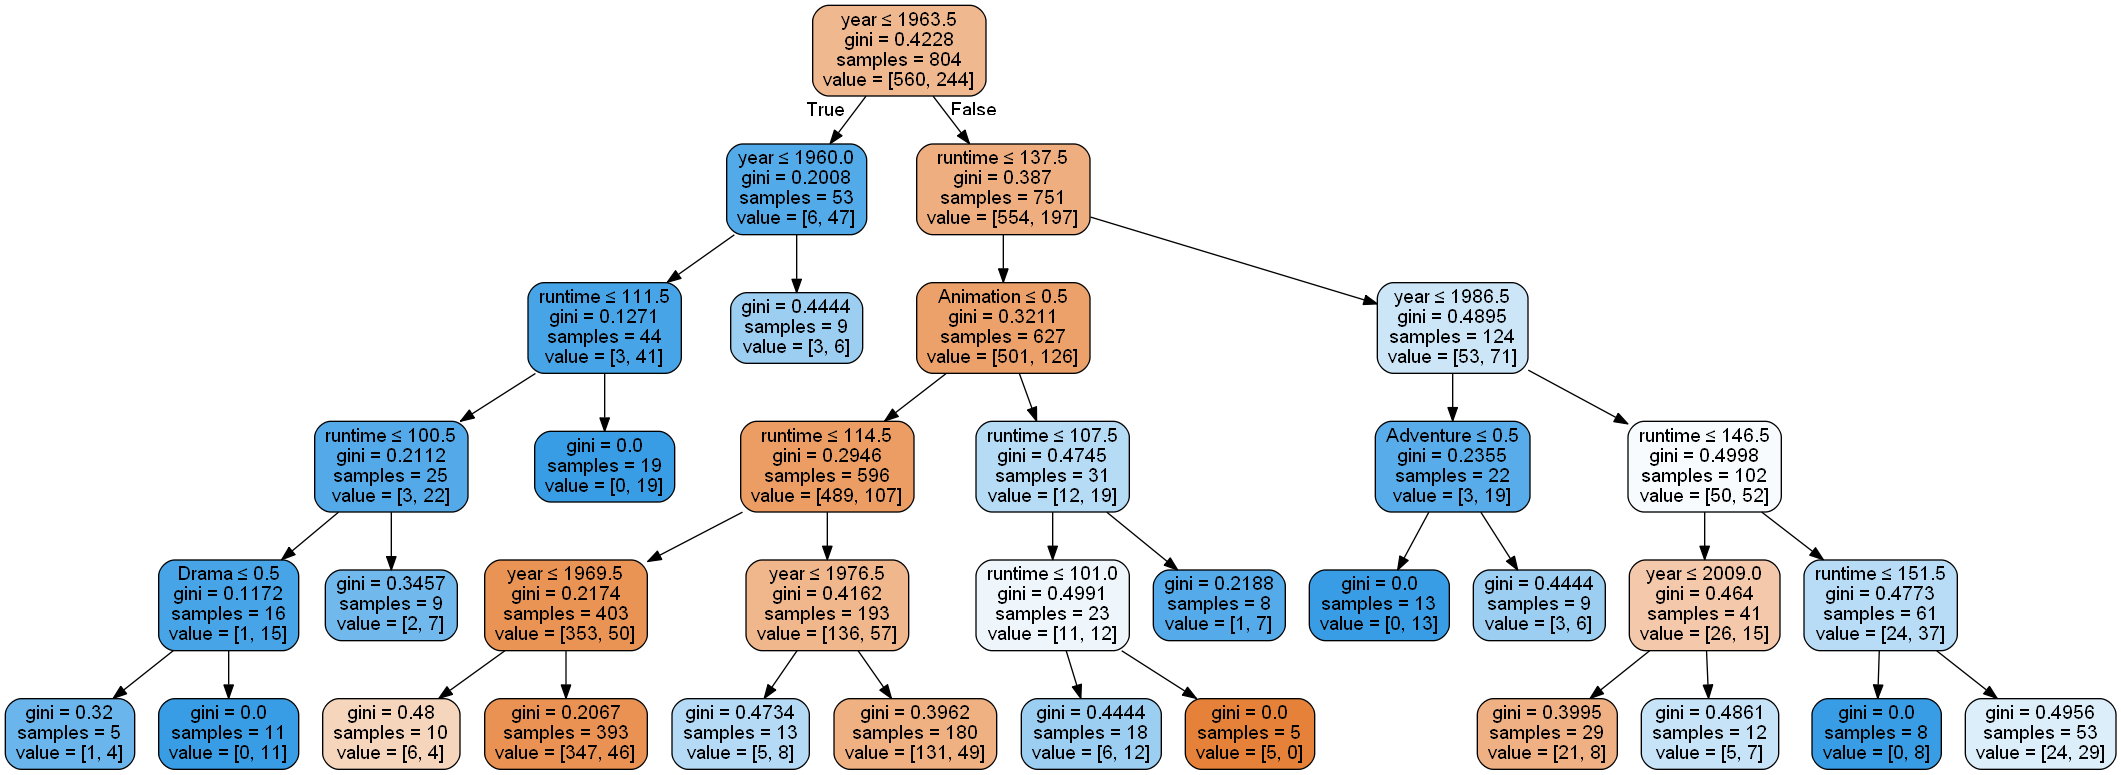 year ≤ 1963.5
gini = 0.4228
samples = 804
value = [560, 244]
True
False
year ≤ 1960.0
gini = 0.2008
samples = 53
value = [6, 47]
runtime ≤ 137.5
gini = 0.387
samples = 751
value = [554, 197]
runtime ≤ 111.5
gini = 0.1271
samples = 44
value = [3, 41]
gini = 0.4444
samples = 9
value = [3, 6]
Animation ≤ 0.5
gini = 0.3211
samples = 627
value = [501, 126]
year ≤ 1986.5
gini = 0.4895
samples = 124
value = [53, 71]
runtime ≤ 100.5
gini = 0.2112
samples = 25
value = [3, 22]
gini = 0.0
samples = 19
value = [0, 19]
runtime ≤ 114.5
gini = 0.2946
samples = 596
value = [489, 107]
runtime ≤ 107.5
gini = 0.4745
samples = 31
value = [12, 19]
Adventure ≤ 0.5
gini = 0.2355
samples = 22
value = [3, 19]
runtime ≤ 146.5
gini = 0.4998
samples = 102
value = [50, 52]
Drama ≤ 0.5
gini = 0.1172
samples = 16
value = [1, 15]
gini = 0.3457
samples = 9
value = [2, 7]
year ≤ 1969.5
gini = 0.2174
samples = 403
value = [353, 50]
year ≤ 1976.5
gini = 0.4162
samples = 193
value = [136, 57]
runtime ≤ 101.0
gini = 0.4991
samples = 23
value = [11, 12]
gini = 0.2188
samples = 8
value = [1, 7]
gini = 0.0
samples = 13
value = [0, 13]
gini = 0.4444
samples = 9
value = [3, 6]
year ≤ 2009.0
gini = 0.464
samples = 41
value = [26, 15]
runtime ≤ 151.5
gini = 0.4773
samples = 61
value = [24, 37]
gini = 0.32
samples = 5
value = [1, 4]
gini = 0.0
samples = 11
value = [0, 11]
gini = 0.48
samples = 10
value = [6, 4]
gini = 0.2067
samples = 393
value = [347, 46]
gini = 0.4734
samples = 13
value = [5, 8]
gini = 0.3962
samples = 180
value = [131, 49]
gini = 0.4444
samples = 18
value = [6, 12]
gini = 0.0
samples = 5
value = [5, 0]
gini = 0.3995
samples = 29
value = [21, 8]
gini = 0.4861
samples = 12
value = [5, 7]
gini = 0.0
samples = 8
value = [0, 8]
gini = 0.4956
samples = 53
value = [24, 29]